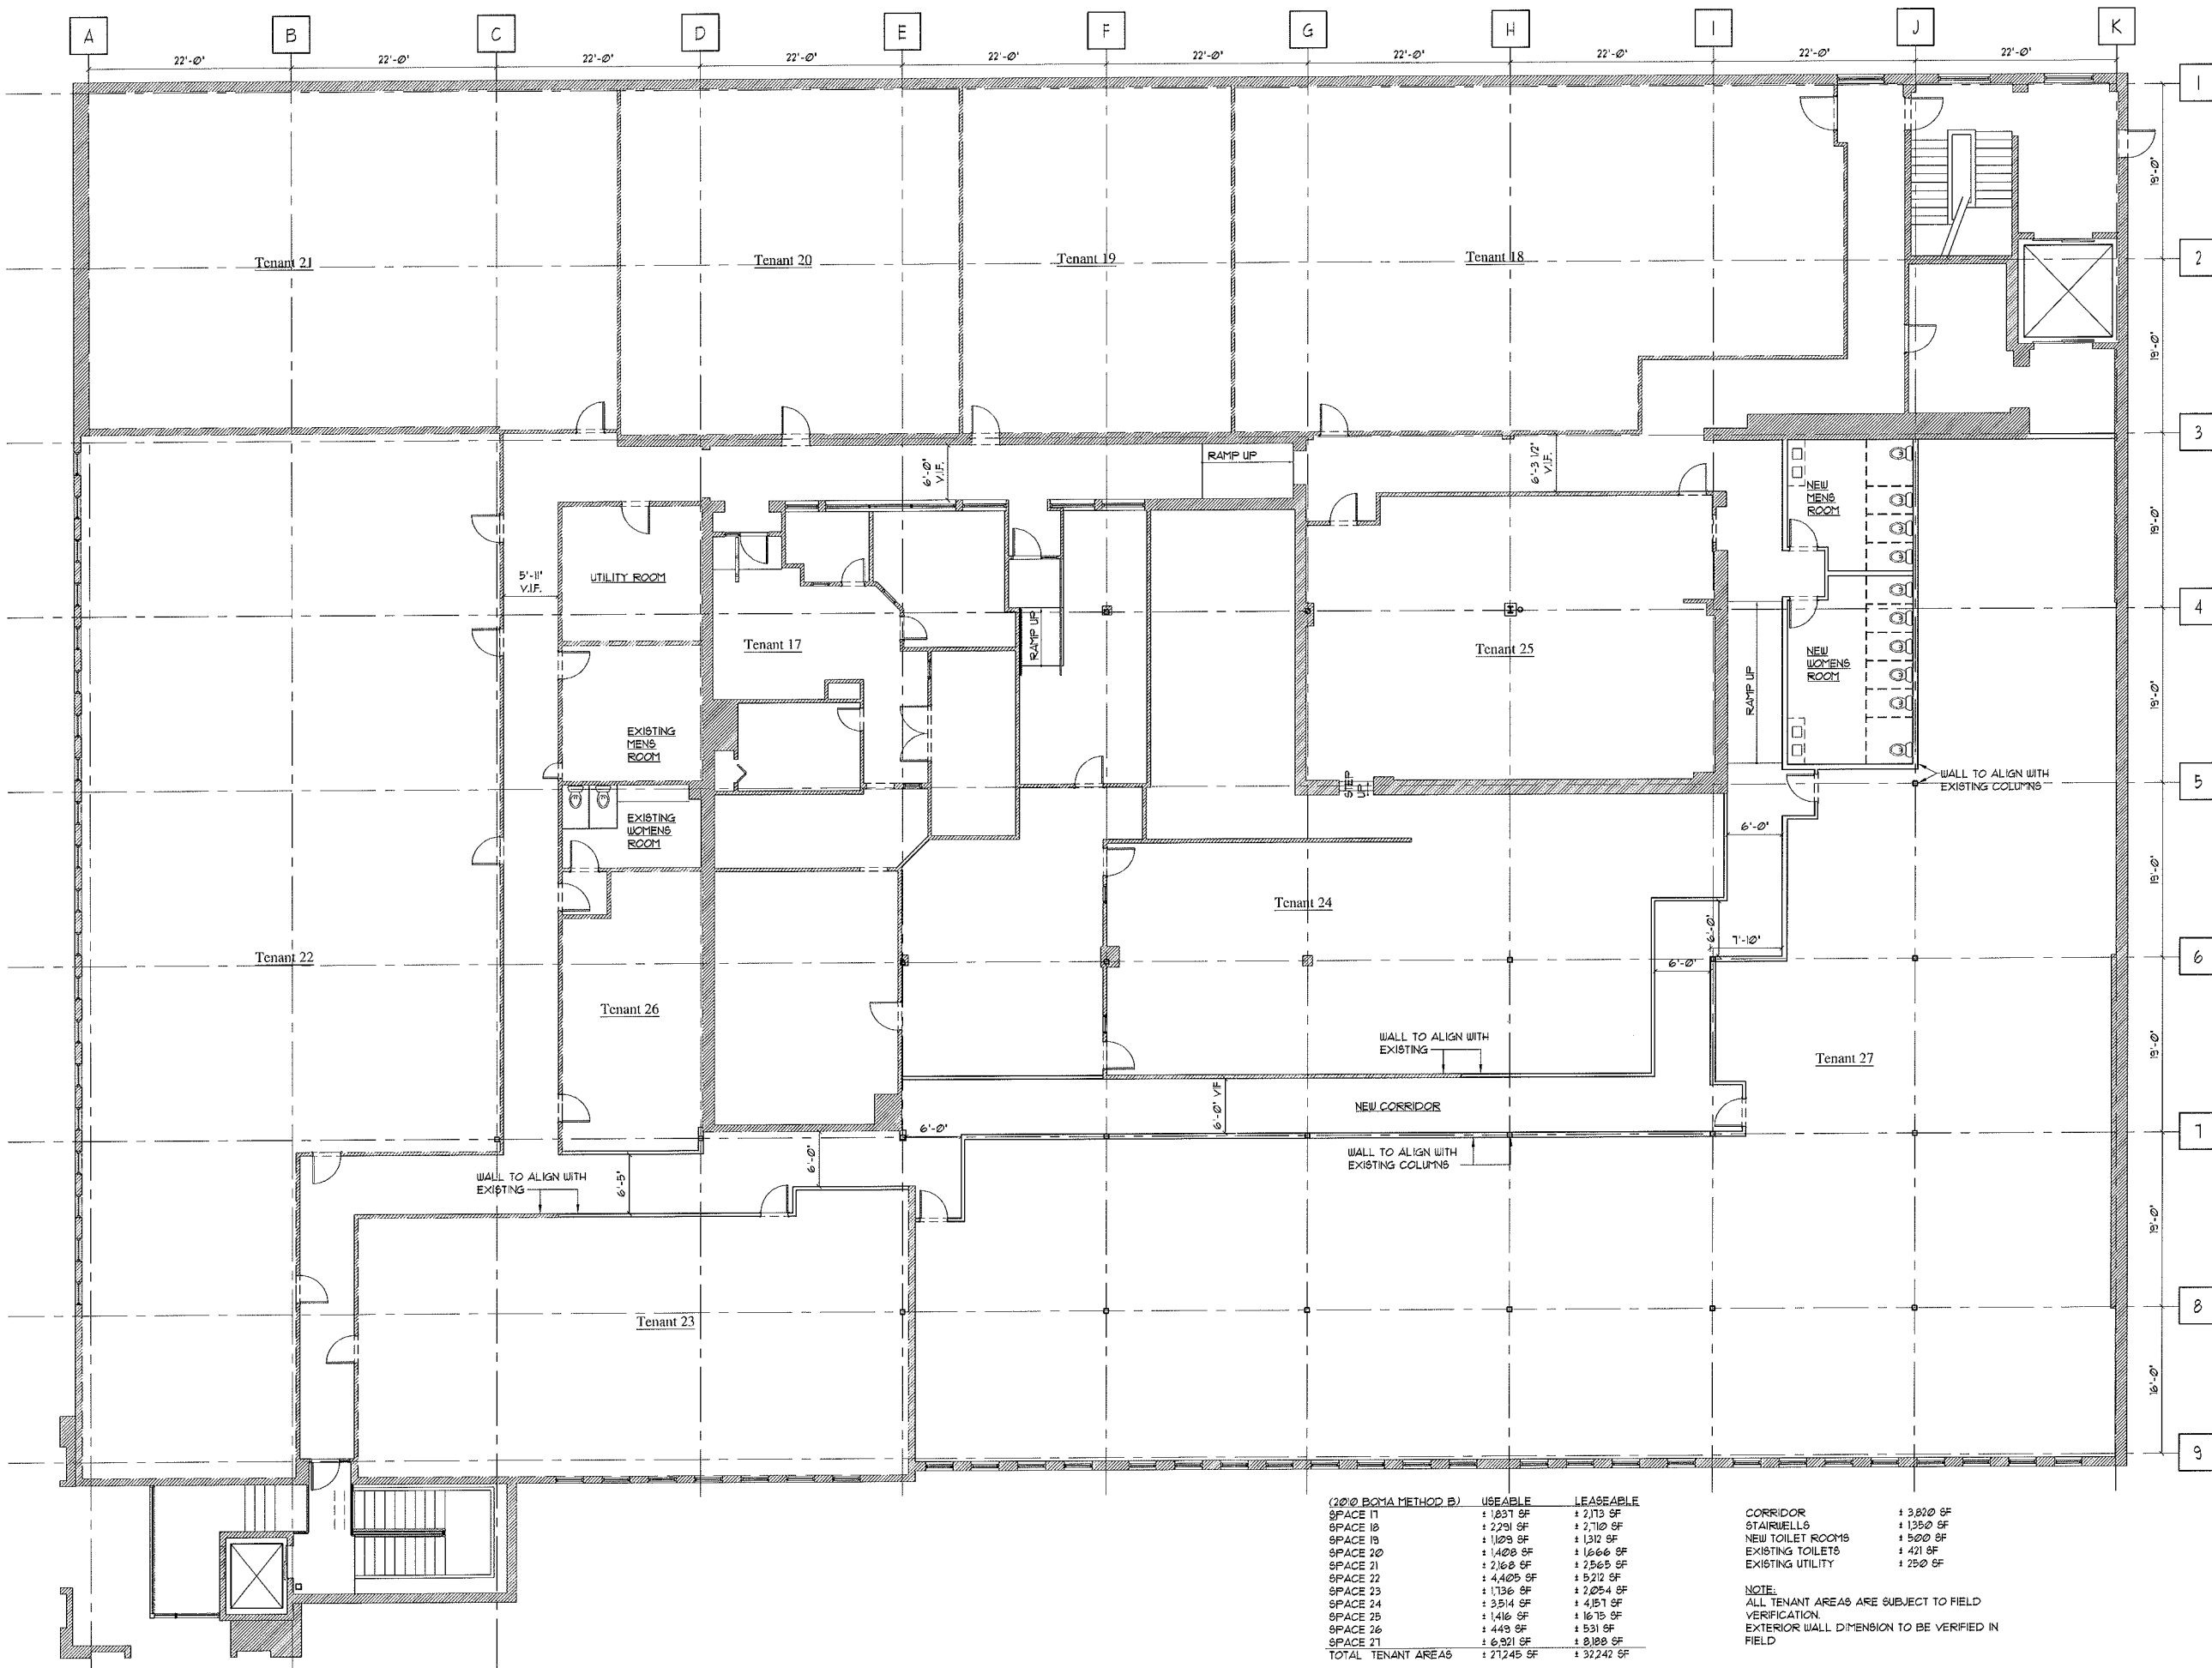 A B C D E F G H I J K
22'-0" 22'-0" 22'-0" 22'-0" 22'-0" 22'-0" 22'-0" 22'-0" 22'-0" 22'-0"
1
19'-0"
Tenant 21
Tenant 20
Tenant 19
Tenant 18
2
19'-0"
3
RAMP UP
6'-0"
V.I.F.
6'-3 1/2"
V.I.F.
NEW
MENS
ROOM
19'-0"
5'-11"
V.I.F.
UTILITY ROOM
4
Tenant 17
RAMP UP
Tenant 25
NEW
WOMENS
ROOM
RAMP UP
19'-0"
EXISTING
MENS
ROOM
STEP
UP
WALL TO ALIGN WITH
EXISTING COLUMNS
5
EXISTING
WOMENS
ROOM
6'-0"
19'-0"
Tenant 24
6'-0"
7'-10"
6'-0"
Tenant 22
6
Tenant 26
WALL TO ALIGN WITH
EXISTING
19'-0"
Tenant 27
6'-0" VIF
NEW CORRIDOR
6'-0"
7
WALL TO ALIGN WITH
EXISTING COLUMNS
6'-0"
WALL TO ALIGN WITH
EXISTING
6'-5"
19'-0"
8
Tenant 23
16'-0"
9
(2010 BOMA METHOD B) USEABLE LEASEABLE
SPACE 17 ± 1,837 SF ± 2,173 SF
SPACE 18 ± 2,291 SF ± 2,710 SF
SPACE 19 ± 1,109 SF ± 1,312 SF
SPACE 20 ± 1,408 SF ± 1,666 SF
SPACE 21 ± 2,168 SF ± 2,565 SF
SPACE 22 ± 4,405 SF ± 5,212 SF
SPACE 23 ± 1,736 SF ± 2,054 SF
SPACE 24 ± 3,514 SF ± 4,157 SF
SPACE 25 ± 1,416 SF ± 1675 SF
SPACE 26 ± 449 SF ± 531 SF
SPACE 27 ± 6,921 SF ± 8,188 SF
TOTAL TENANT AREAS ± 27,245 SF ± 32,242 SF
CORRIDOR ± 3,820 SF
STAIRWELLS ± 1,350 SF
NEW TOILET ROOMS ± 500 SF
EXISTING TOILETS ± 421 SF
EXISTING UTILITY ± 250 SF
NOTE:
ALL TENANT AREAS ARE SUBJECT TO FIELD
VERIFICATION.
EXTERIOR WALL DIMENSION TO BE VERIFIED IN
FIELD